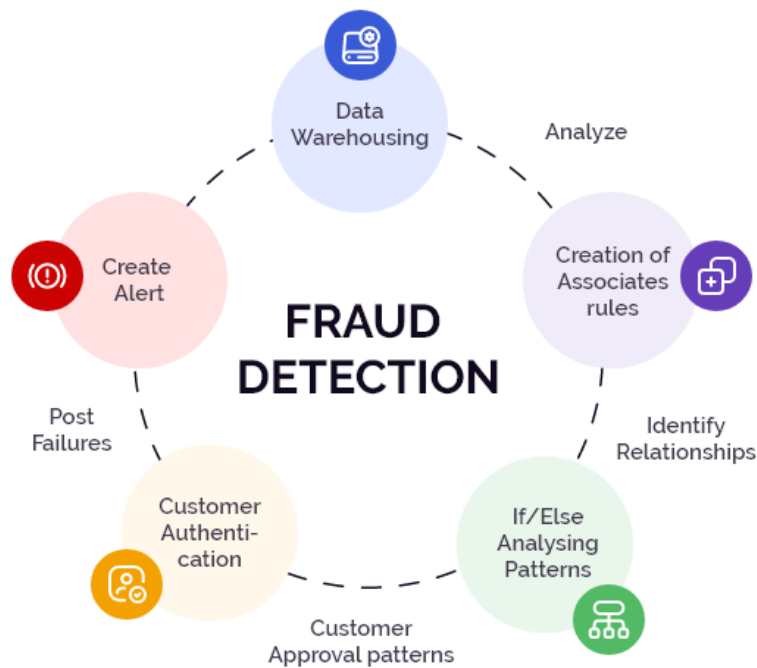 Data
Warehousing
Analyze
Creation of
Associates
rules
Identify
Relationships
If/Else
Analysing
Patterns
Customer
Approval patterns
Customer
Authenti-
cation
Post
Failures
Create
Alert
FRAUD
DETECTION